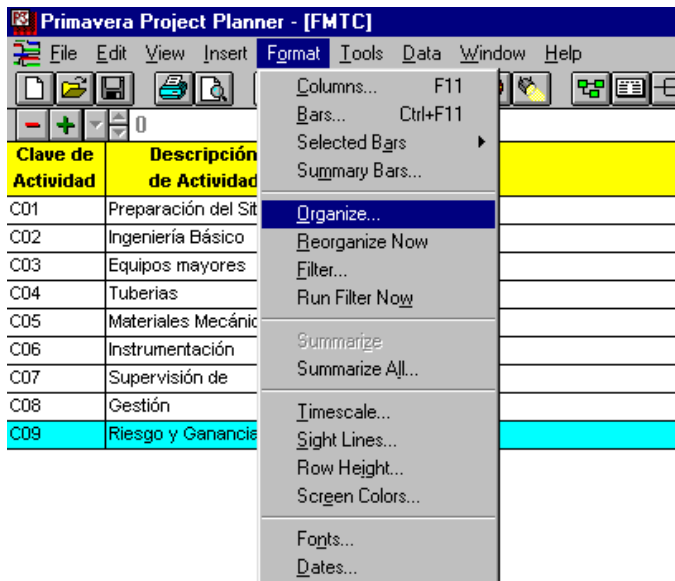 Primavera Project Planner - [FMTC]
File Edit View Insert Format Tools Data Window Help
0
Clave de Actividad
Descripción de Actividad
C01 Preparación del Sit
C02 Ingeniería Básico
C03 Equipos mayores
C04 Tuberias
C05 Materiales Mecánic
C06 Instrumentación
C07 Supervisión de
C08 Gestión
C09 Riesgo y Ganancia
Columns... F11
Bars... Ctrl+F11
Selected Bars
Summary Bars...
Organize...
Reorganize Now
Filter...
Run Filter Now
Summarize
Summarize All...
Timescale...
Sight Lines...
Row Height...
Screen Colors...
Fonts...
Dates...